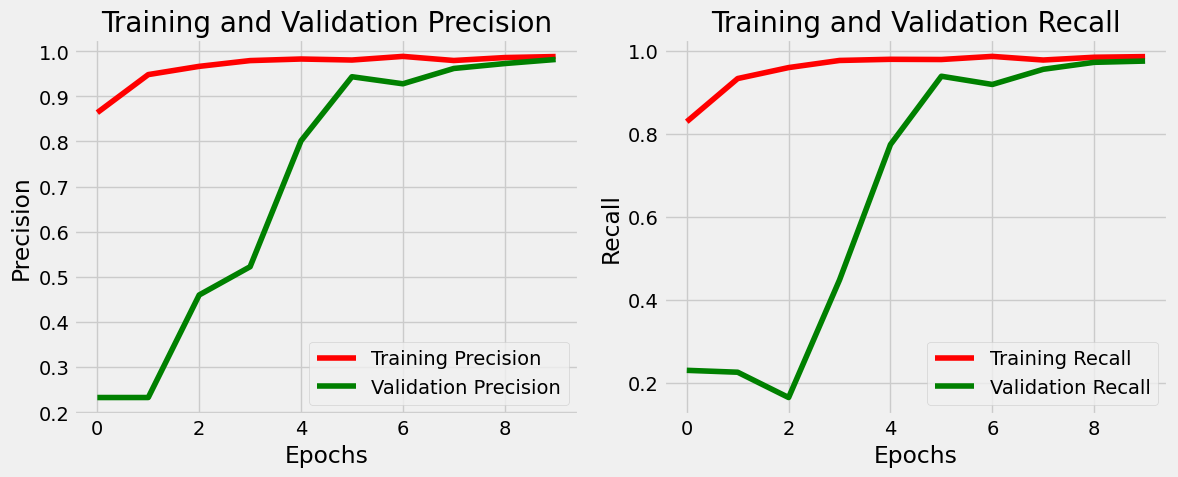 Training and Validation Precision
1.0
0.9
0.8
0.7
0.6
0.5
0.4
0.3
0.2
Precision
Training Precision
Validation Precision
0 2 4 6 8
Epochs
Training and Validation Recall
1.0
0.8
0.6
0.4
0.2
Recall
Training Recall
Validation Recall
0 2 4 6 8
Epochs